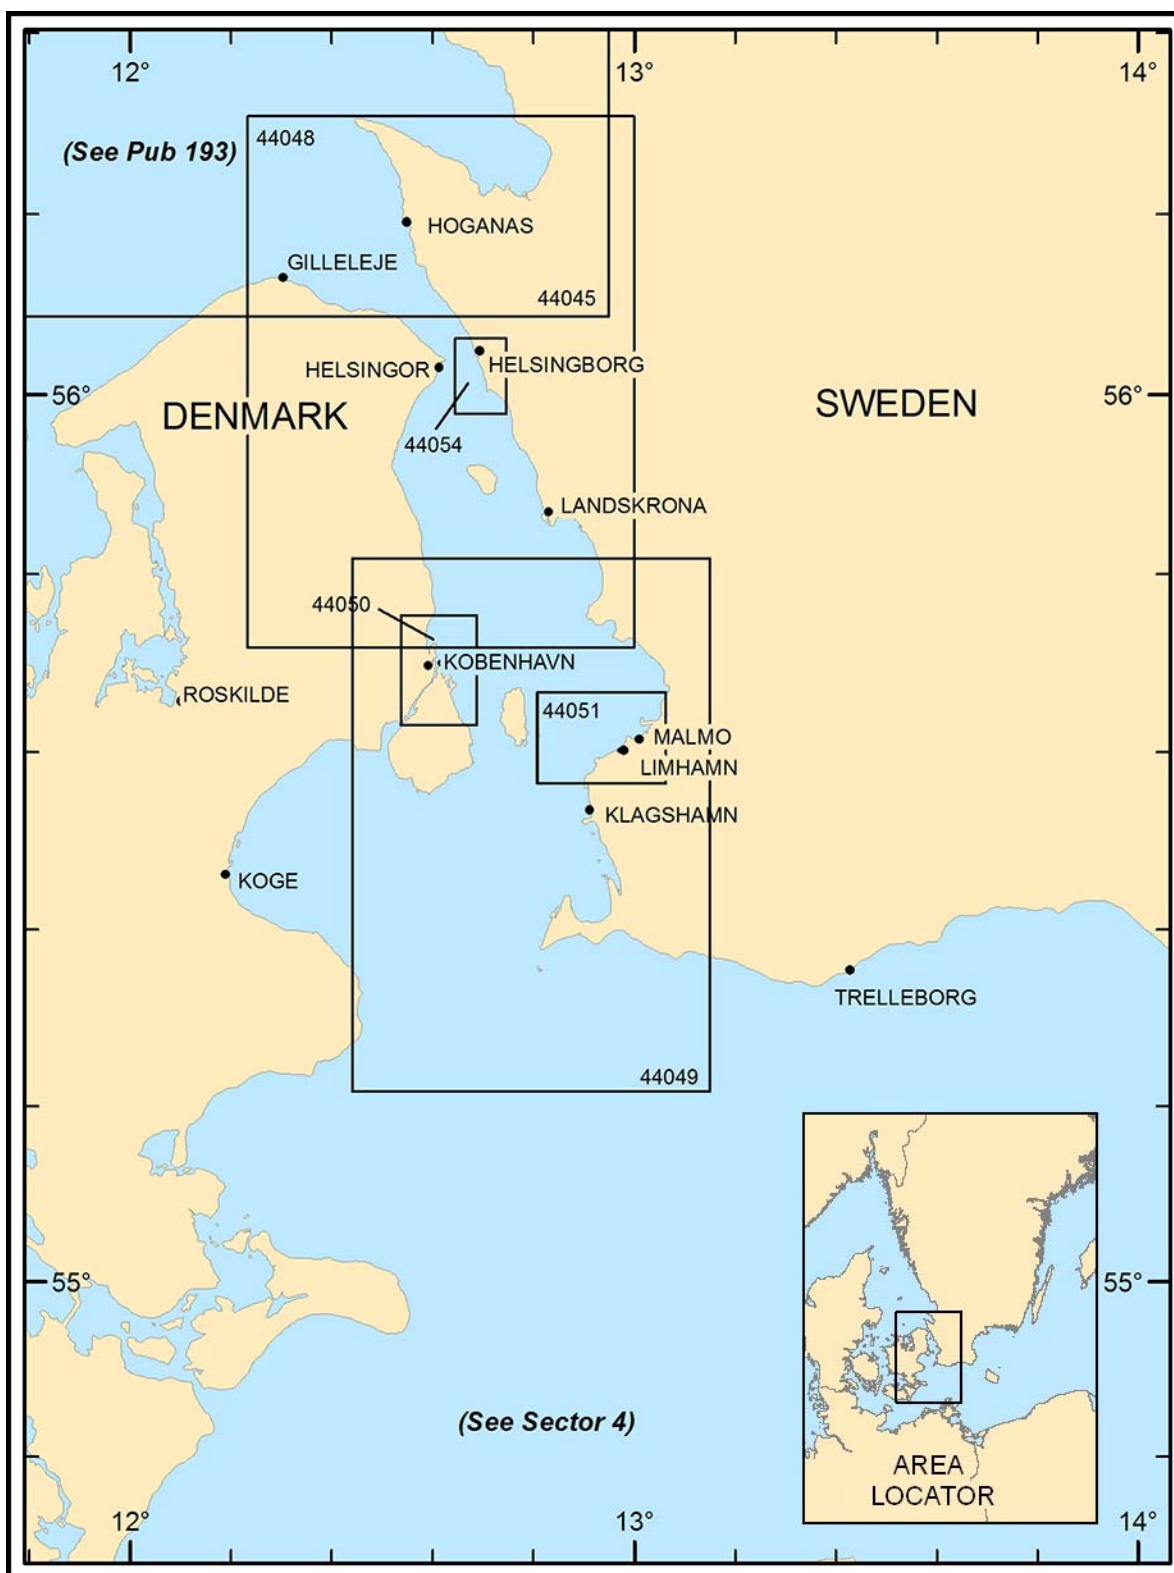 12°
13°
14°
(See Pub 193)
44048
HOGANAS
GILLELEJE
44045
HELSINGOR
HELSINGBORG
56°
DENMARK
SWEDEN
56°
44054
LANDSKRONA
44050
KOBENHAVN
ROSKILDE
44051
MALMO
LIMHAMN
KLAGSHAMN
KOGE
TRELLEBORG
44049
55°
55°
(See Sector 4)
AREA
LOCATOR
12°
13°
14°